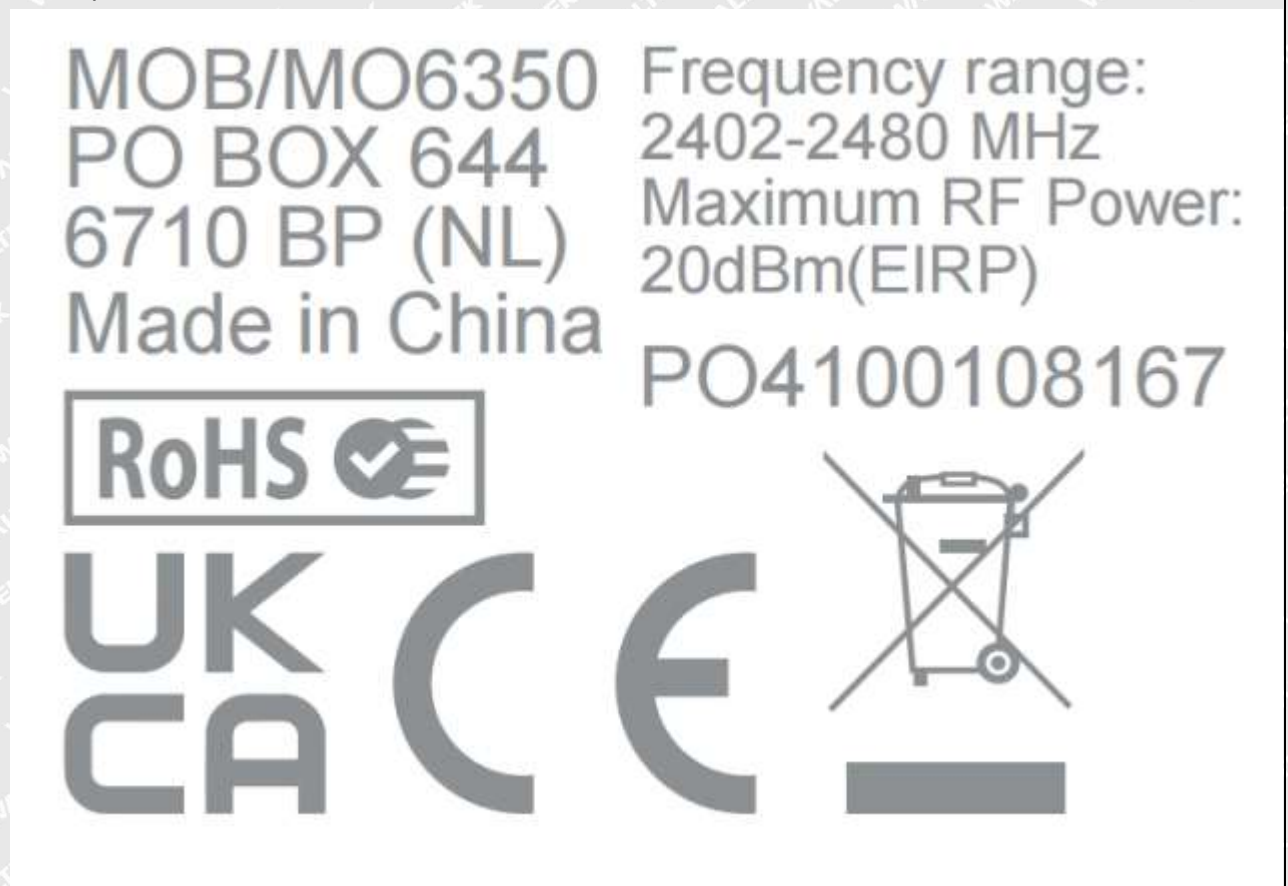 MOB/MO6350
PO BOX 644
6710 BP (NL)
Made in China
Frequency range:
2402-2480 MHz
Maximum RF Power:
20dBm(EIRP)
PO4100108167
RoHS
UK
CA
CE